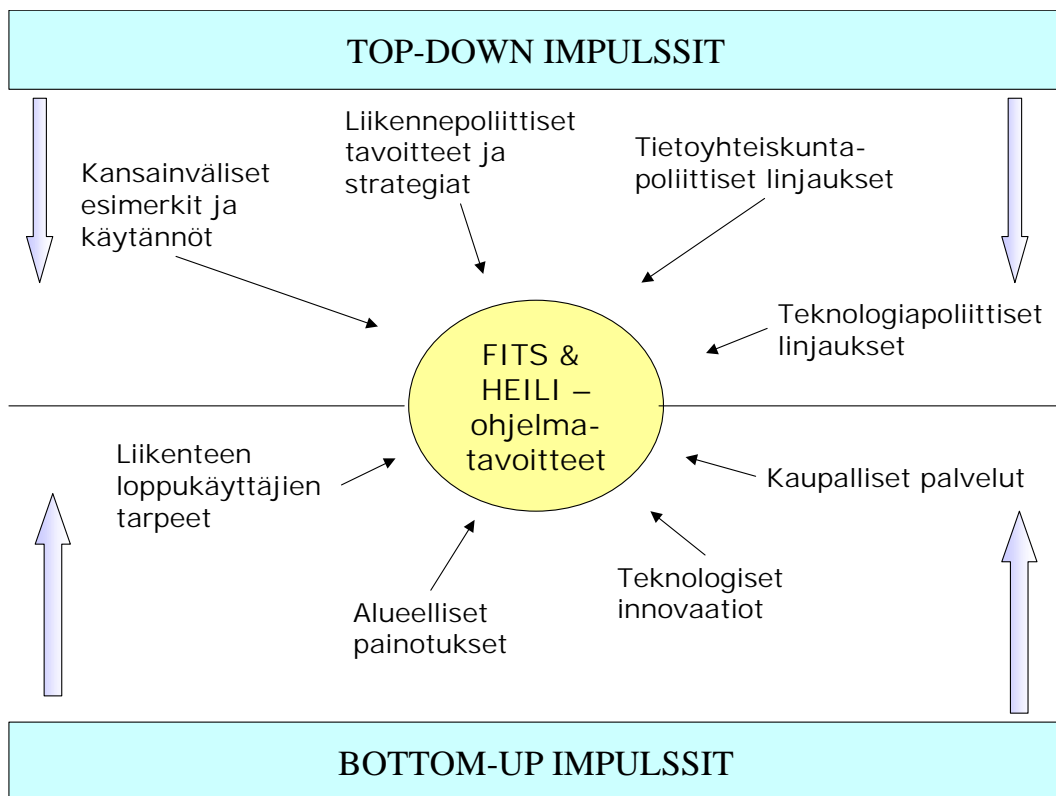 TOP-DOWN IMPULSSIT
Kansainväliset
esimerkit ja
käytännöt
Liikennepoliittiset
tavoitteet ja
strategiat
Tietoyhteiskunta-
poliittiset linjaukset
Teknologiapoliittiset
linjaukset
FITS &
HEILI –
ohjelma-
tavoitteet
Liikenteen
loppukäyttäjien
tarpeet
Alueelliset
painotukset
Teknologiset
innovaatiot
Kaupalliset palvelut
BOTTOM-UP IMPULSSIT